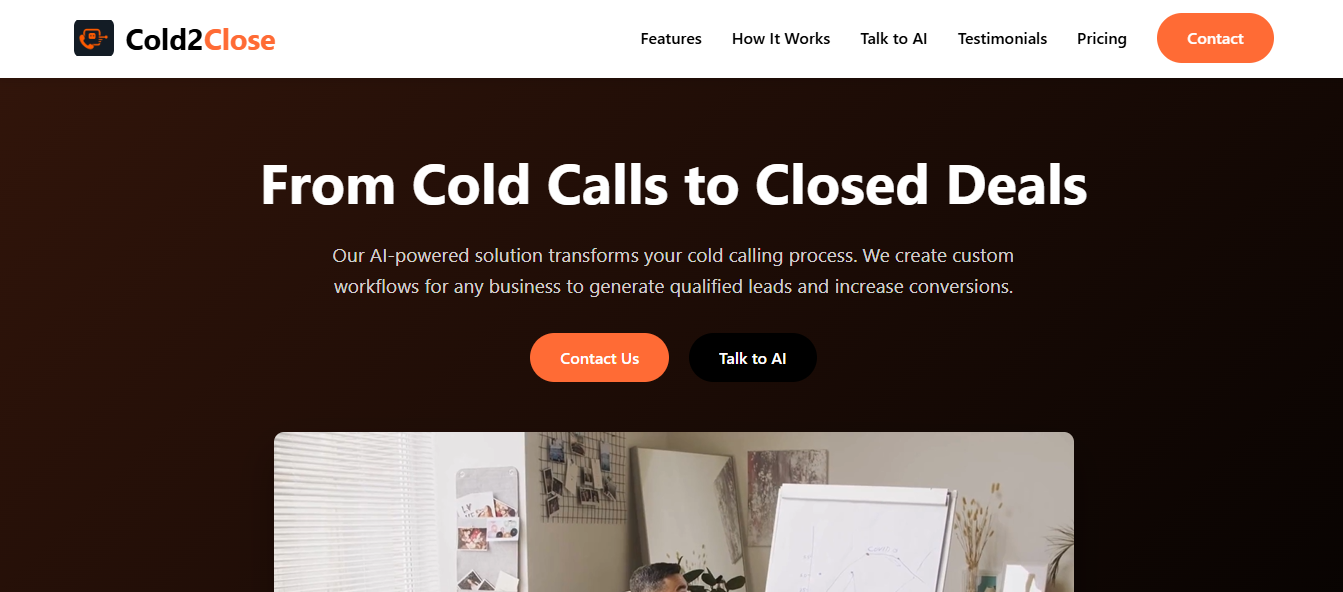 Cold2Close
Features
How It Works
Talk to AI
Testimonials
Pricing
Contact
From Cold Calls to Closed Deals
Our AI-powered solution transforms your cold calling process. We create custom
workflows for any business to generate qualified leads and increase conversions.
Contact Us
Talk to AI